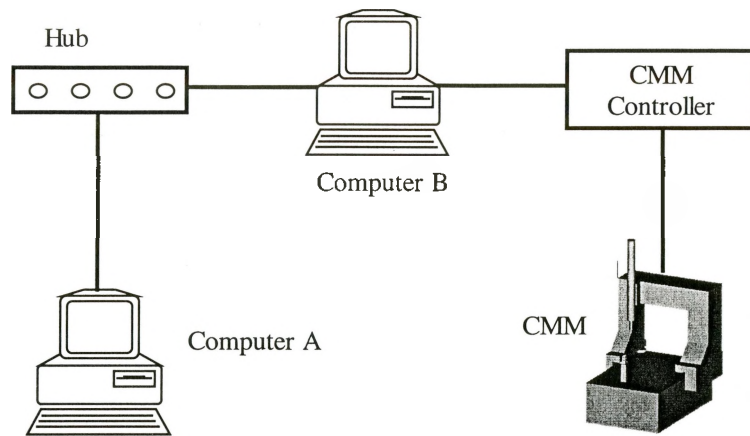 Hub
CMM
Controller
Computer B
Computer A
CMM